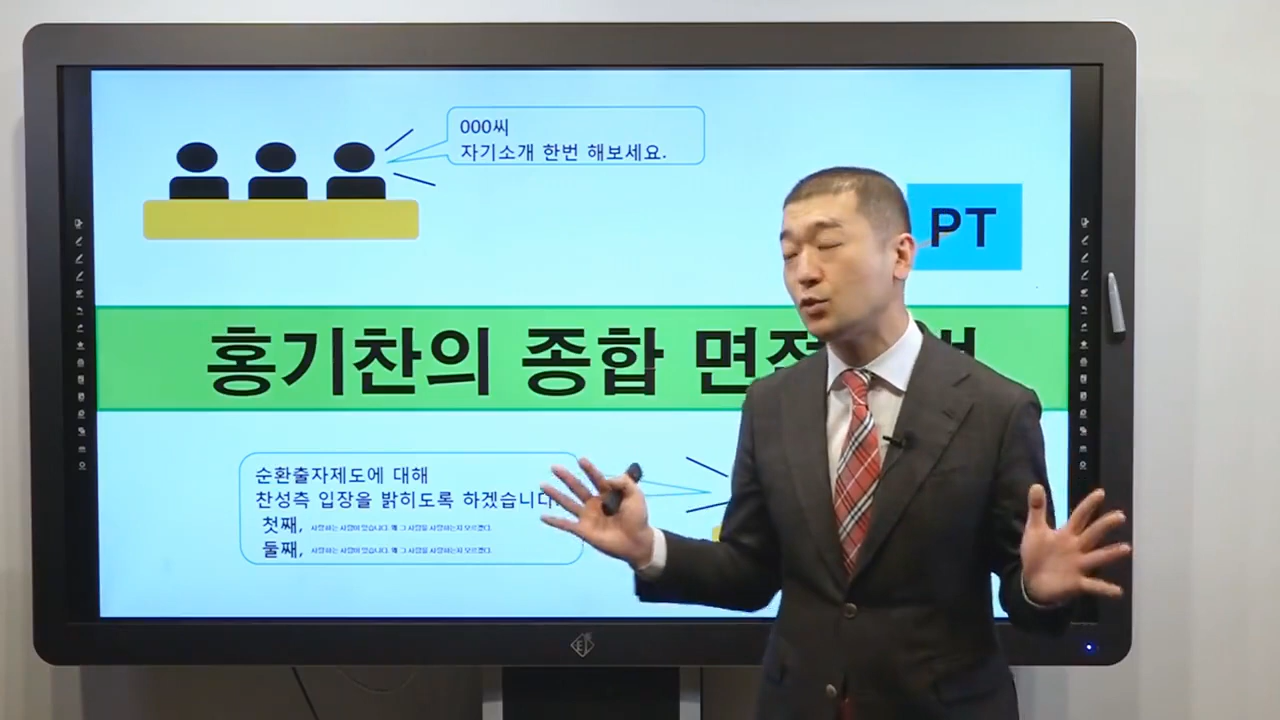 000씨
자기소개 한번 해보세요.
PT
홍기찬의 종합 면접
순환출자제도에 대해
찬성측 입장을 밝히도록 하겠습니다.
첫째,
둘째,